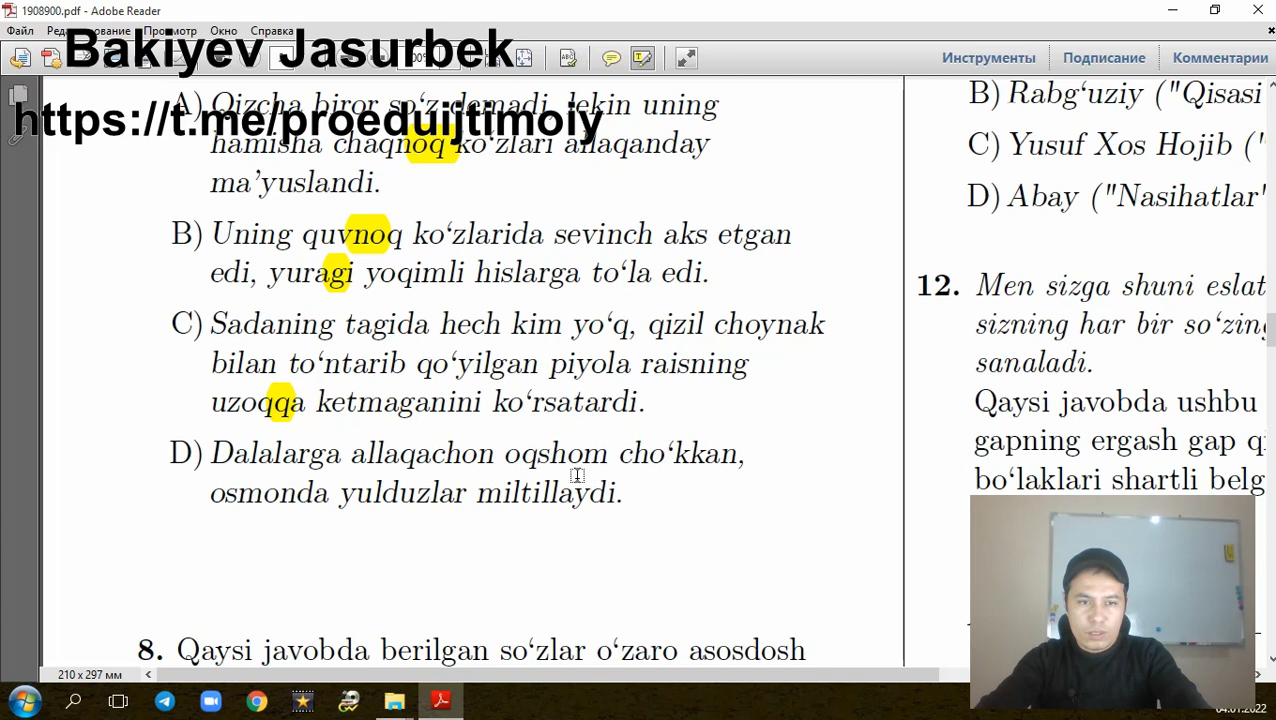 1908900.pdf - Adobe Reader
Файл Редактирование Просмотр Окно Справка
Bakiyev Jasurbek
Инструменты Подписание Комментарии
https://t.me/proeduijtimoiy
A) Qizcha biror so‘z demadi, lekin uning
hamisha chaqnoq ko‘zlari allaqanday
ma’yuslandi.
B) Uning quvnoq ko‘zlarida sevinch aks etgan
edi, yuragi yoqimli hislarga to‘la edi.
C) Sadaning tagida hech kim yo‘q, qizil choynak
bilan to‘ntarib qo‘yilgan piyola raisning
uzoqqa ketmaganini ko‘rsatardi.
D) Dalalarga allaqachon oqshom cho‘kkan,
osmonda yulduzlar miltillaydi.
8. Qaysi javobda berilgan so‘zlar o‘zaro asosdosh
B) Rabg‘uziy ("Qisasi
C) Yusuf Xos Hojib ("
D) Abay ("Nasihatlar"
12. Men sizga shuni eslat
sizning har bir so‘zing
sanaladi.
Qaysi javobda ushbu
gapning ergash gap q
bo‘laklari shartli belg
210 x 297 мм
04.01.2022